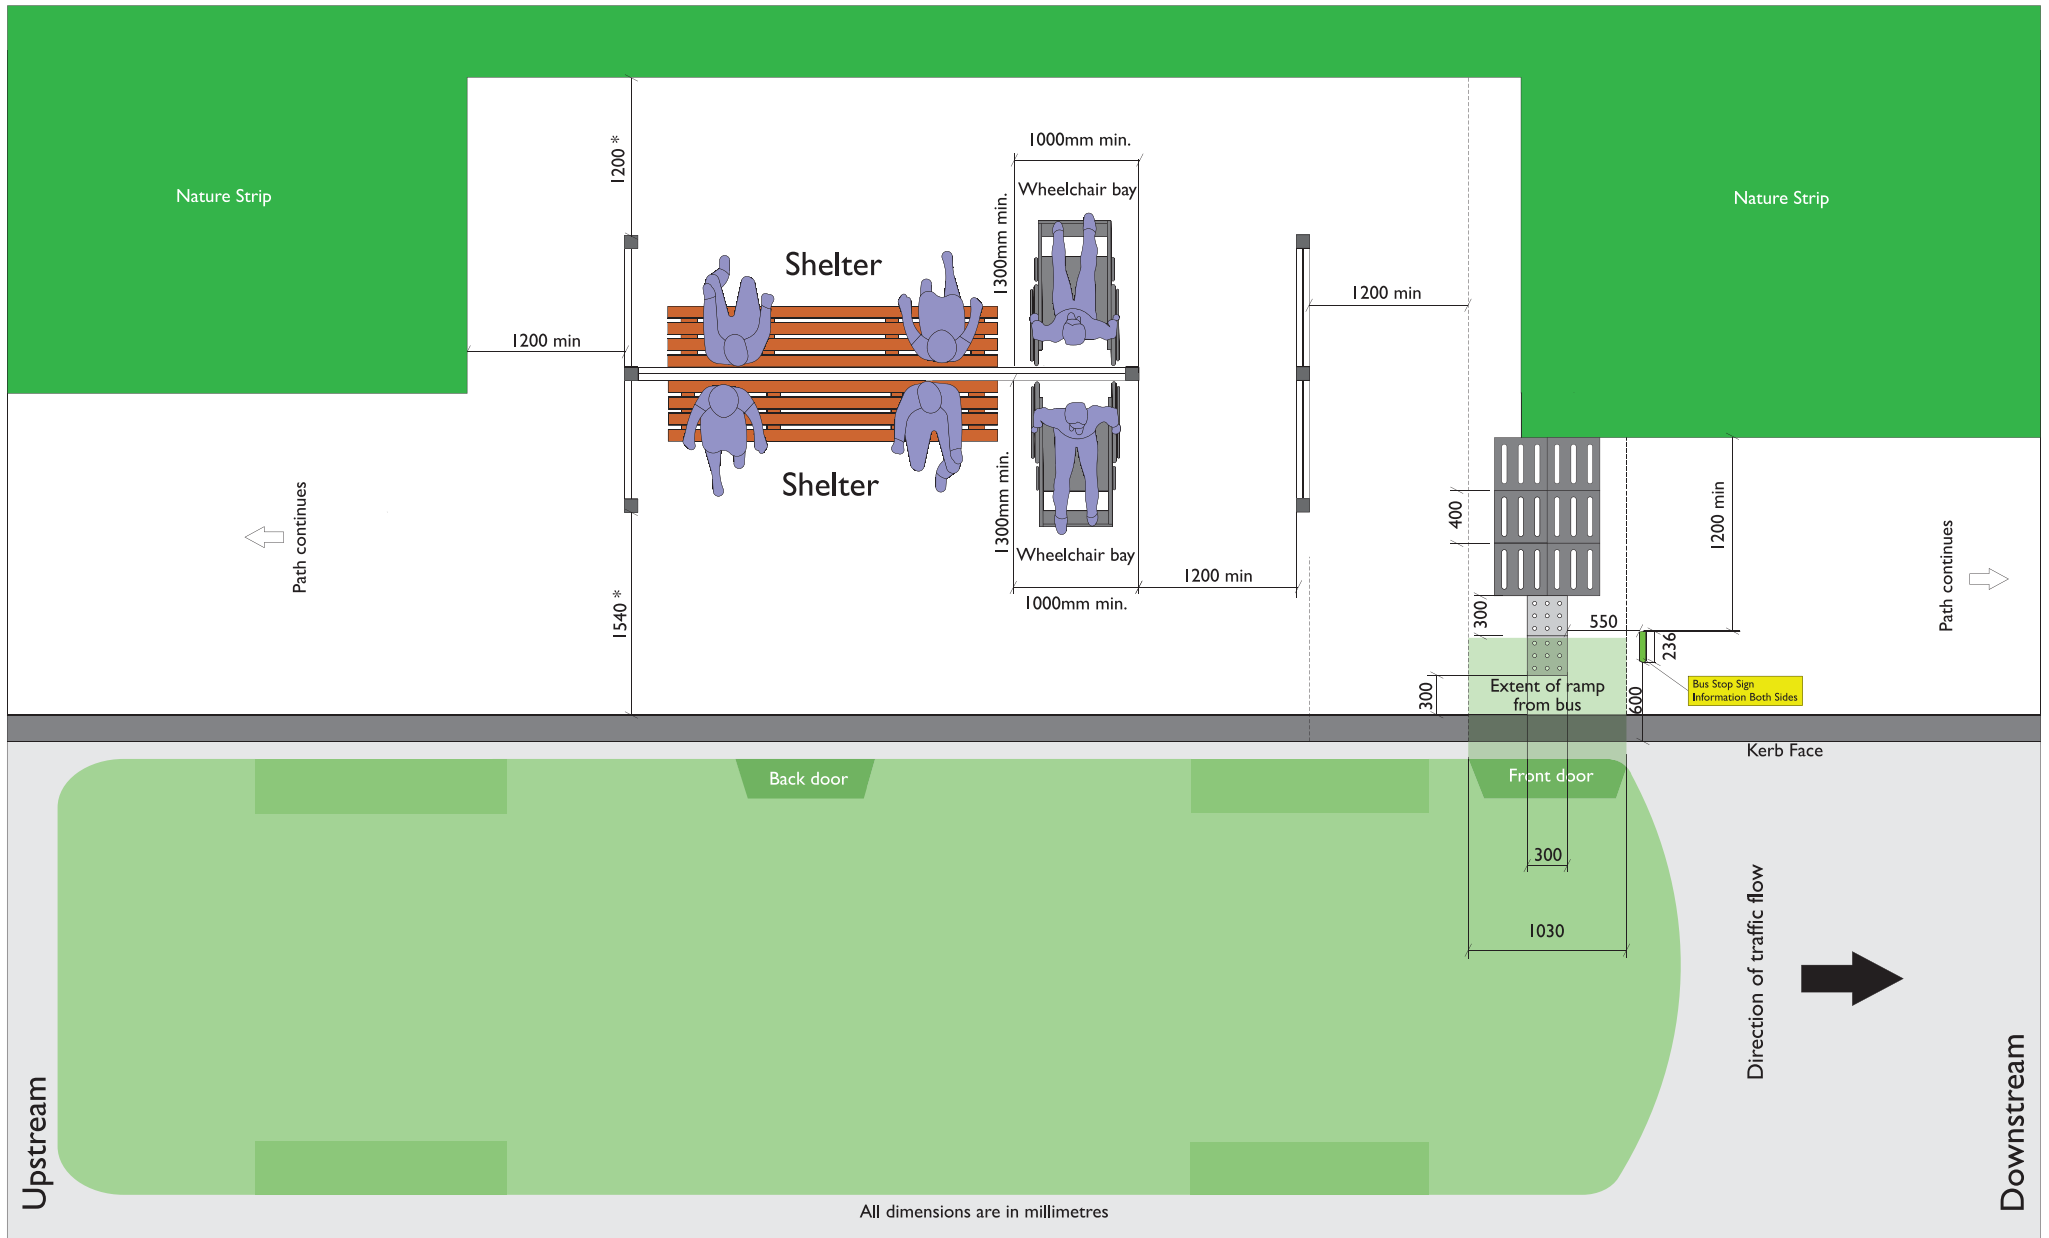 1000mm min.
1200 *
Nature Strip
Wheelchair bay
Nature Strip
1300mm min.
Shelter
1200 min
1200 min
Shelter
1300mm min.
Wheelchair bay
1000mm min.
1200 min
1540 *
Path continues
400
300
300
1200 min
550
236
600
Path continues
Extent of ramp
from bus
Bus Stop Sign
Information Both Sides
Kerb Face
Back door
Front door
300
1030
Direction of traffic flow
Upstream
Downstream
All dimensions are in millimetres